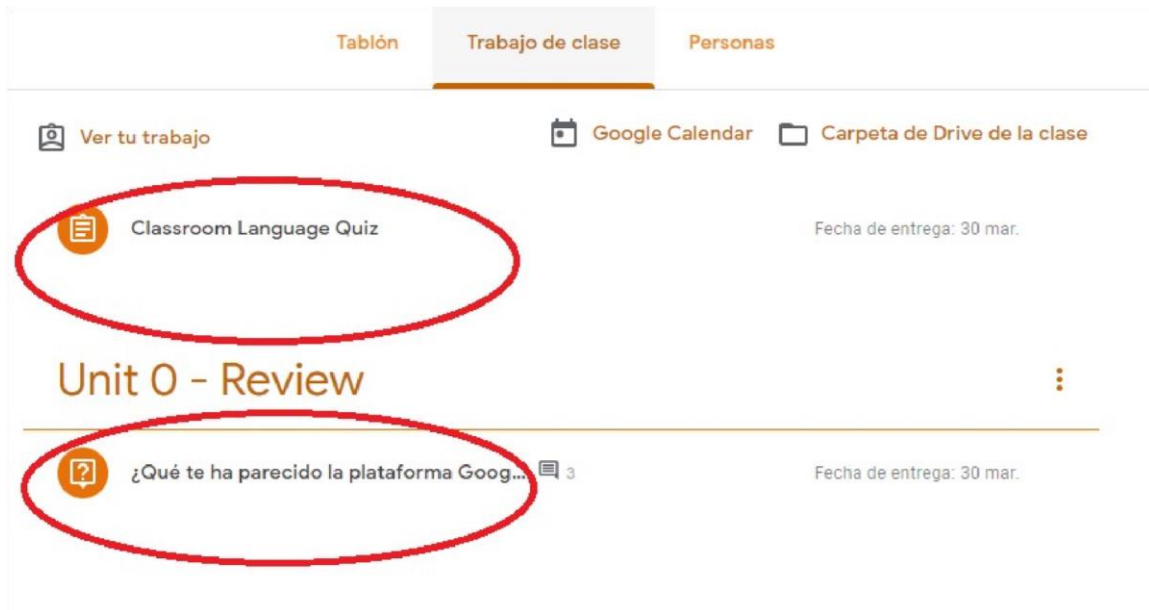 Tablón Trabajo de clase Personas
Ver tu trabajo Google Calendar Carpeta de Drive de la clase
Classroom Language Quiz Fecha de entrega: 30 mar.
Unit 0 - Review
¿Qué te ha parecido la plataforma Goog... 3 Fecha de entrega: 30 mar.